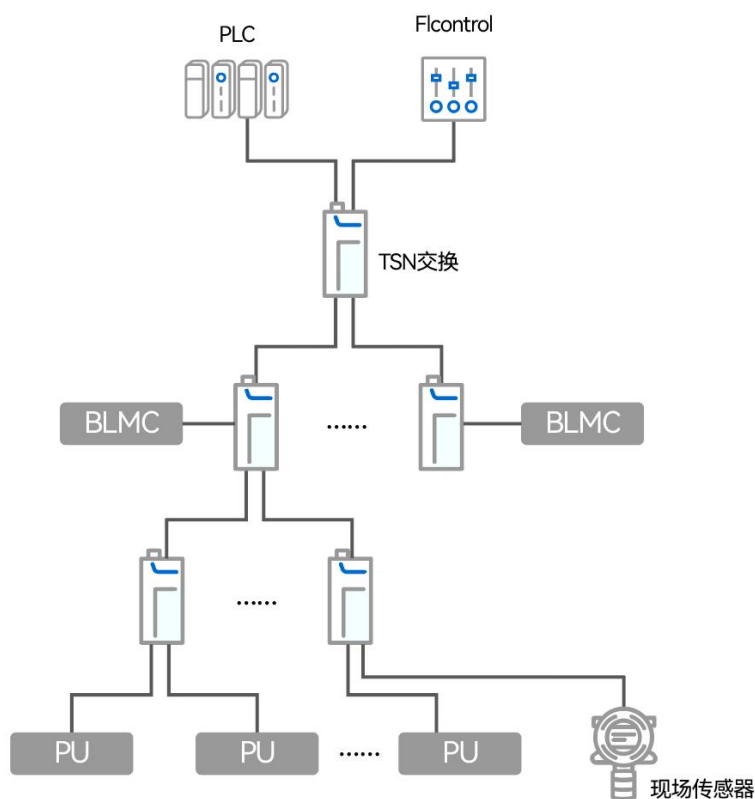 PLC
Flcontrol
TSN交换
BLMC
……
BLMC
……
PU
PU
……
PU
现场传感器